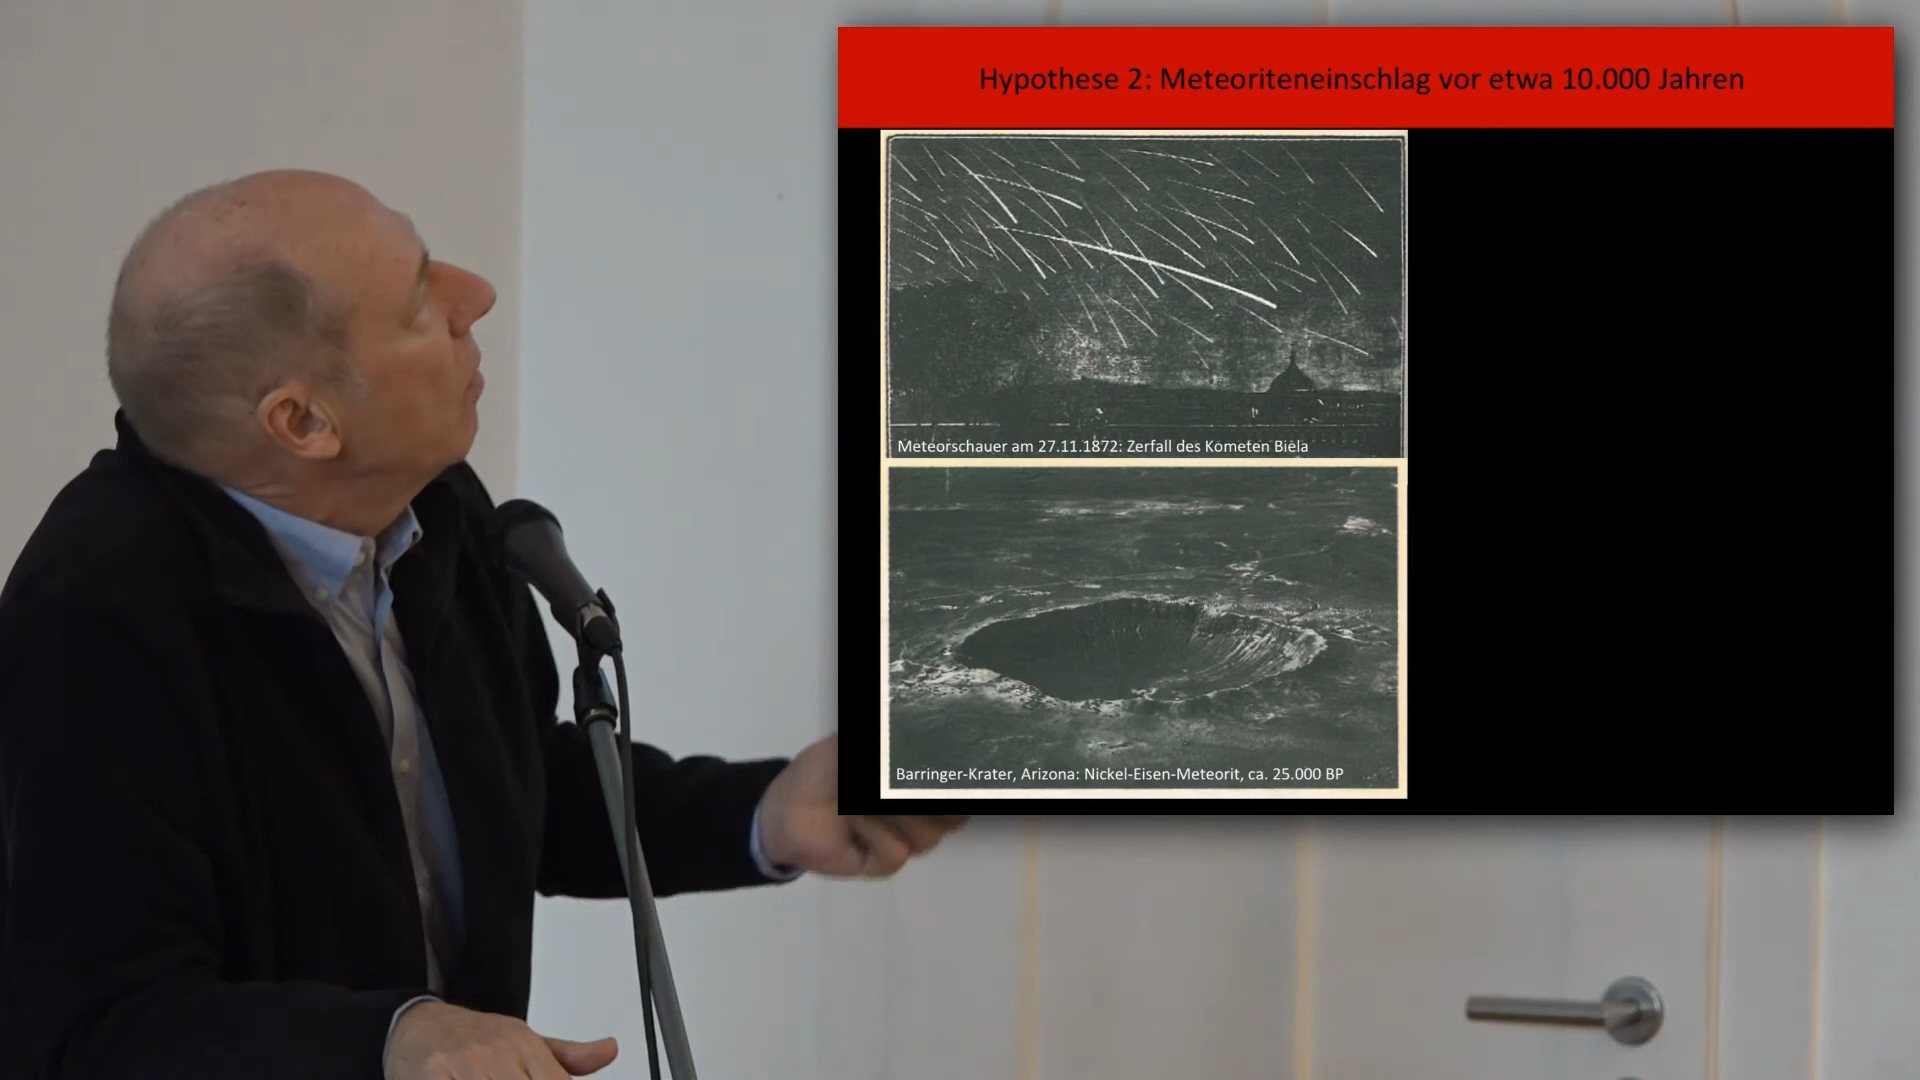 Hypothese 2: Meteoriteneinschlag vor etwa 10.000 Jahren
Meteorschauer am 27.11.1872: Zerfall des Kometen Biela
Barringer-Krater, Arizona: Nickel-Eisen-Meteorit, ca. 25.000 BP